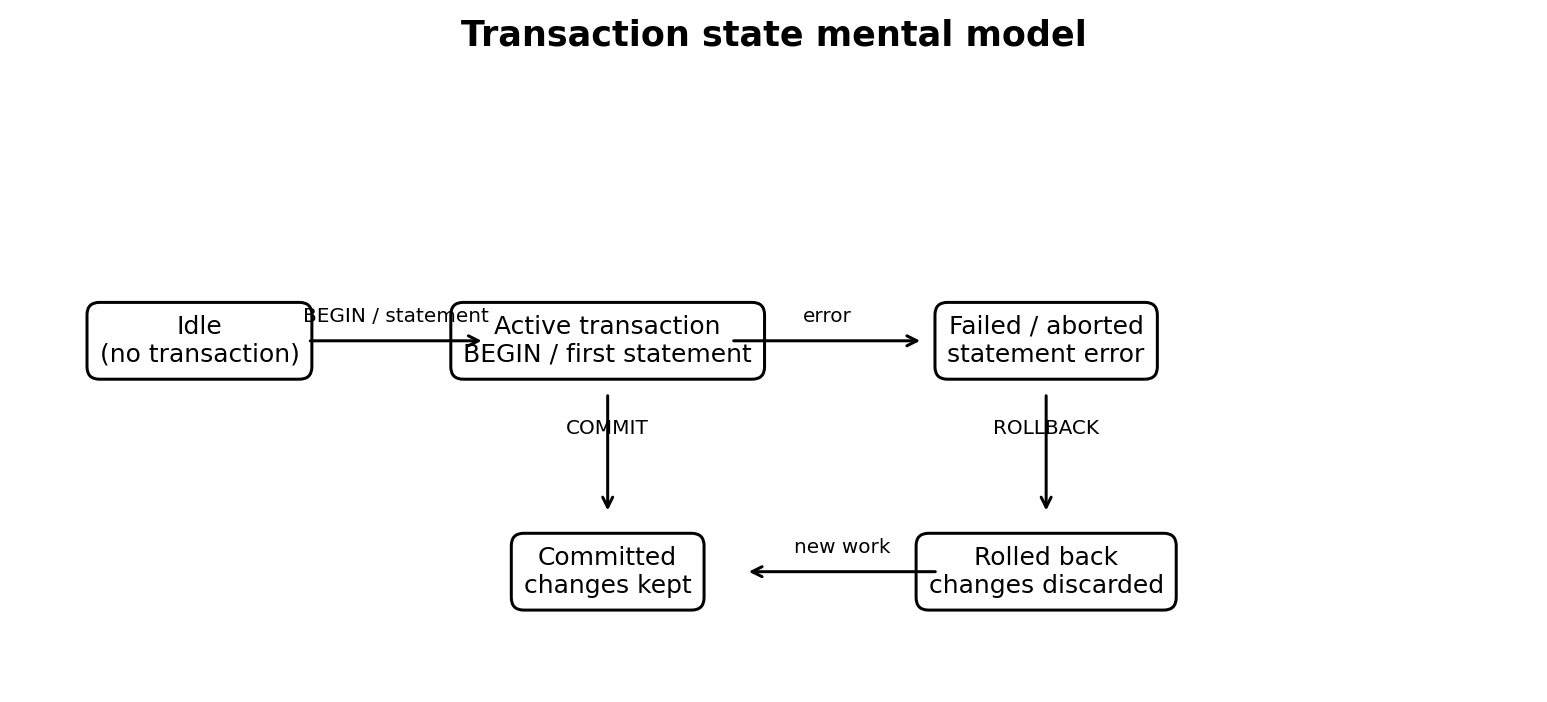 Transaction state mental model
Idle
(no transaction)
BEGIN / statement
Active transaction
BEGIN / first statement
error
Failed / aborted
statement error
COMMIT
ROLLBACK
Committed
changes kept
new work
Rolled back
changes discarded